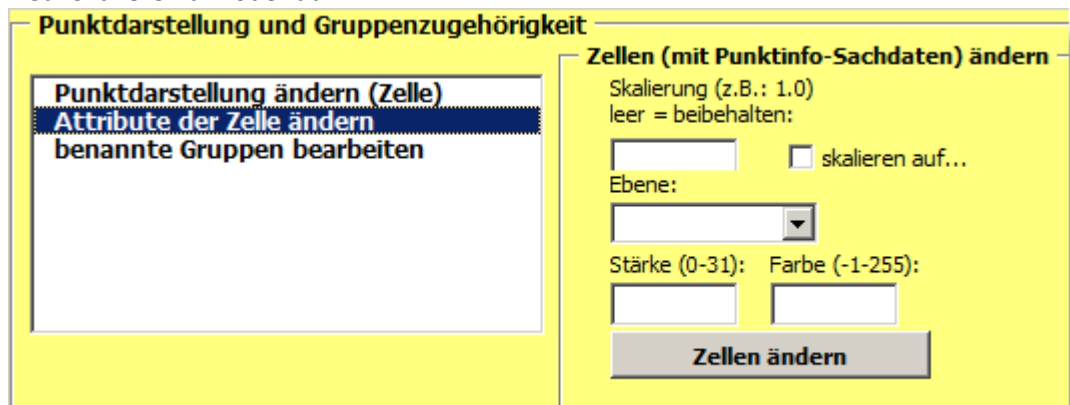 Punktdarstellung und Gruppenzugehörigkeit
Punktdarstellung ändern (Zelle)
Attribute der Zelle ändern
benannte Gruppen bearbeiten
Zellen (mit Punktinfo-Sachdaten) ändern
Skalierung (z.B.: 1.0)
leer = beibehalten:
skalieren auf...
Ebene:
Stärke (0-31): Farbe (-1-255):
Zellen ändern